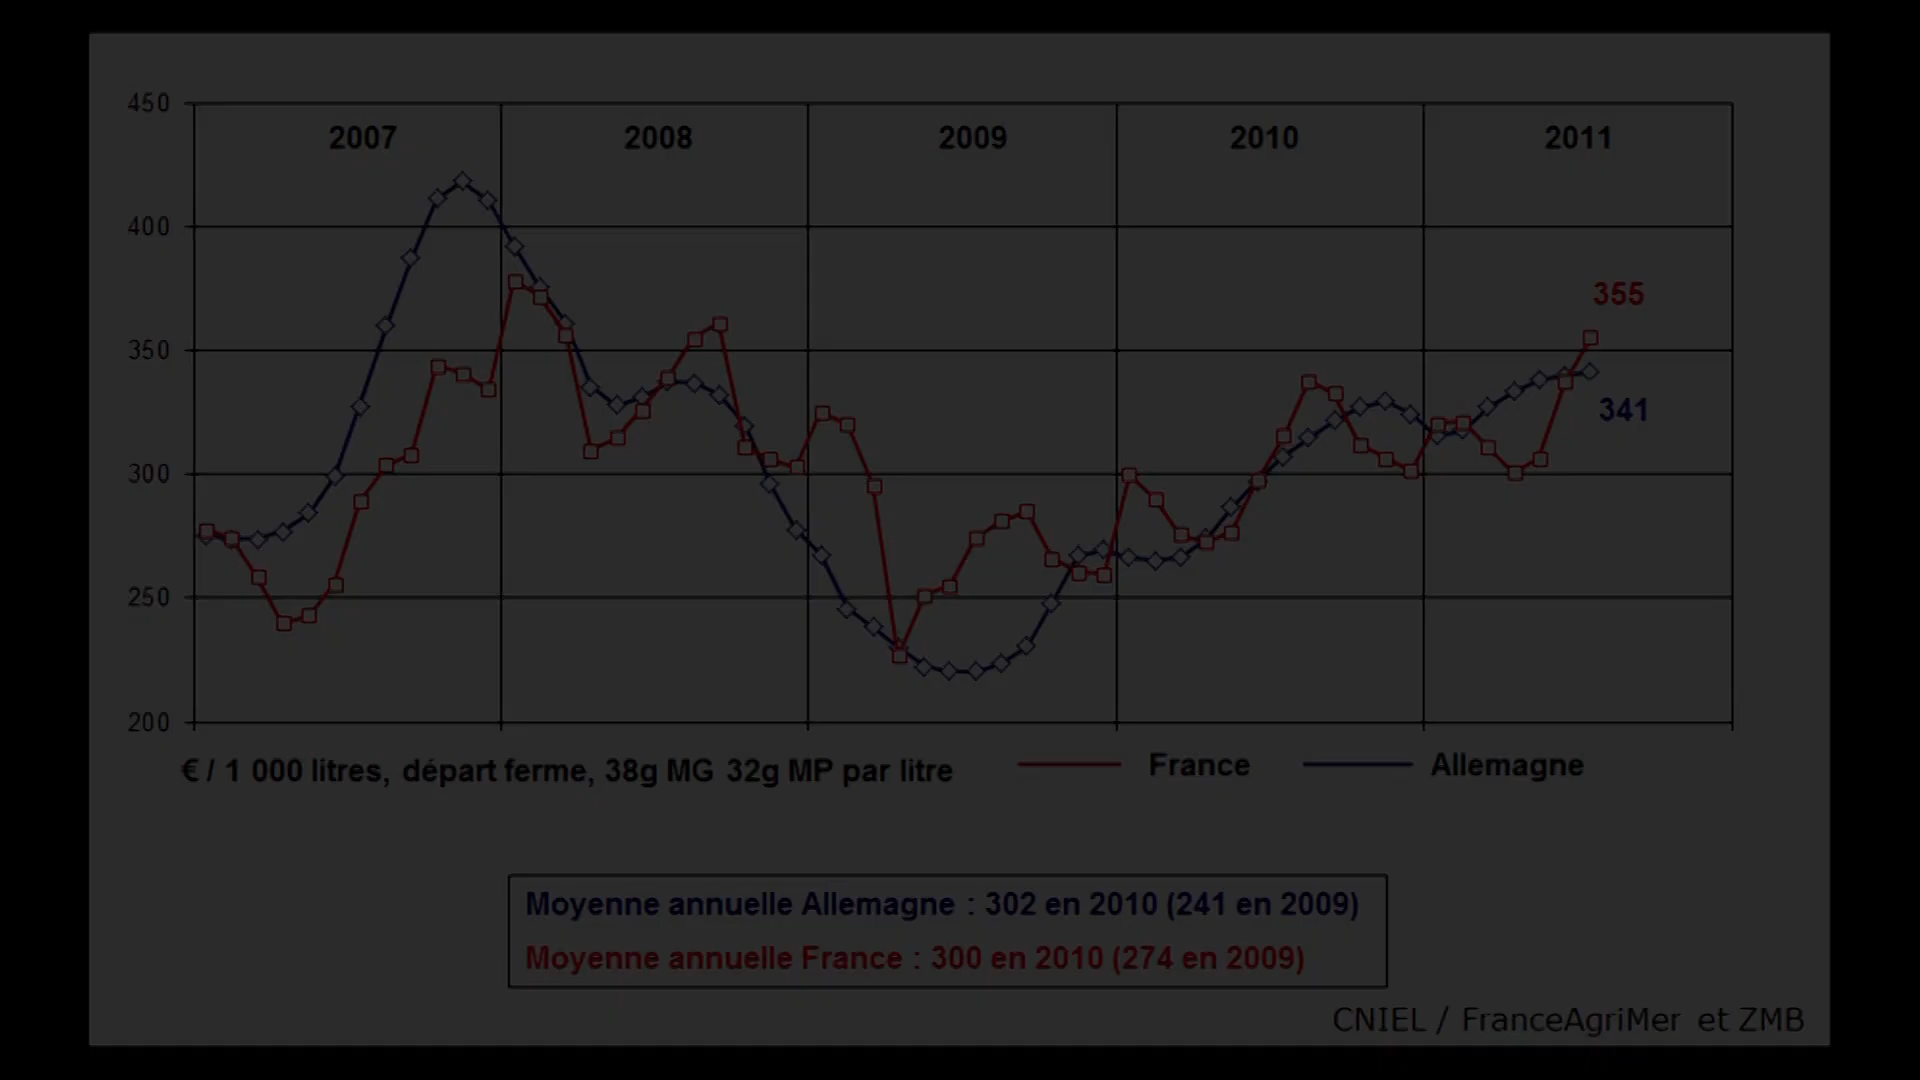 450
2007 2008 2009 2010 2011
400
355
350
341
300
250
200
€ / 1 000 litres, départ ferme, 38g MG 32g MP par litre France Allemagne
Moyenne annuelle Allemagne : 302 en 2010 (241 en 2009)
Moyenne annuelle France : 300 en 2010 (274 en 2009)
CNIEL / FranceAgriMer et ZMB